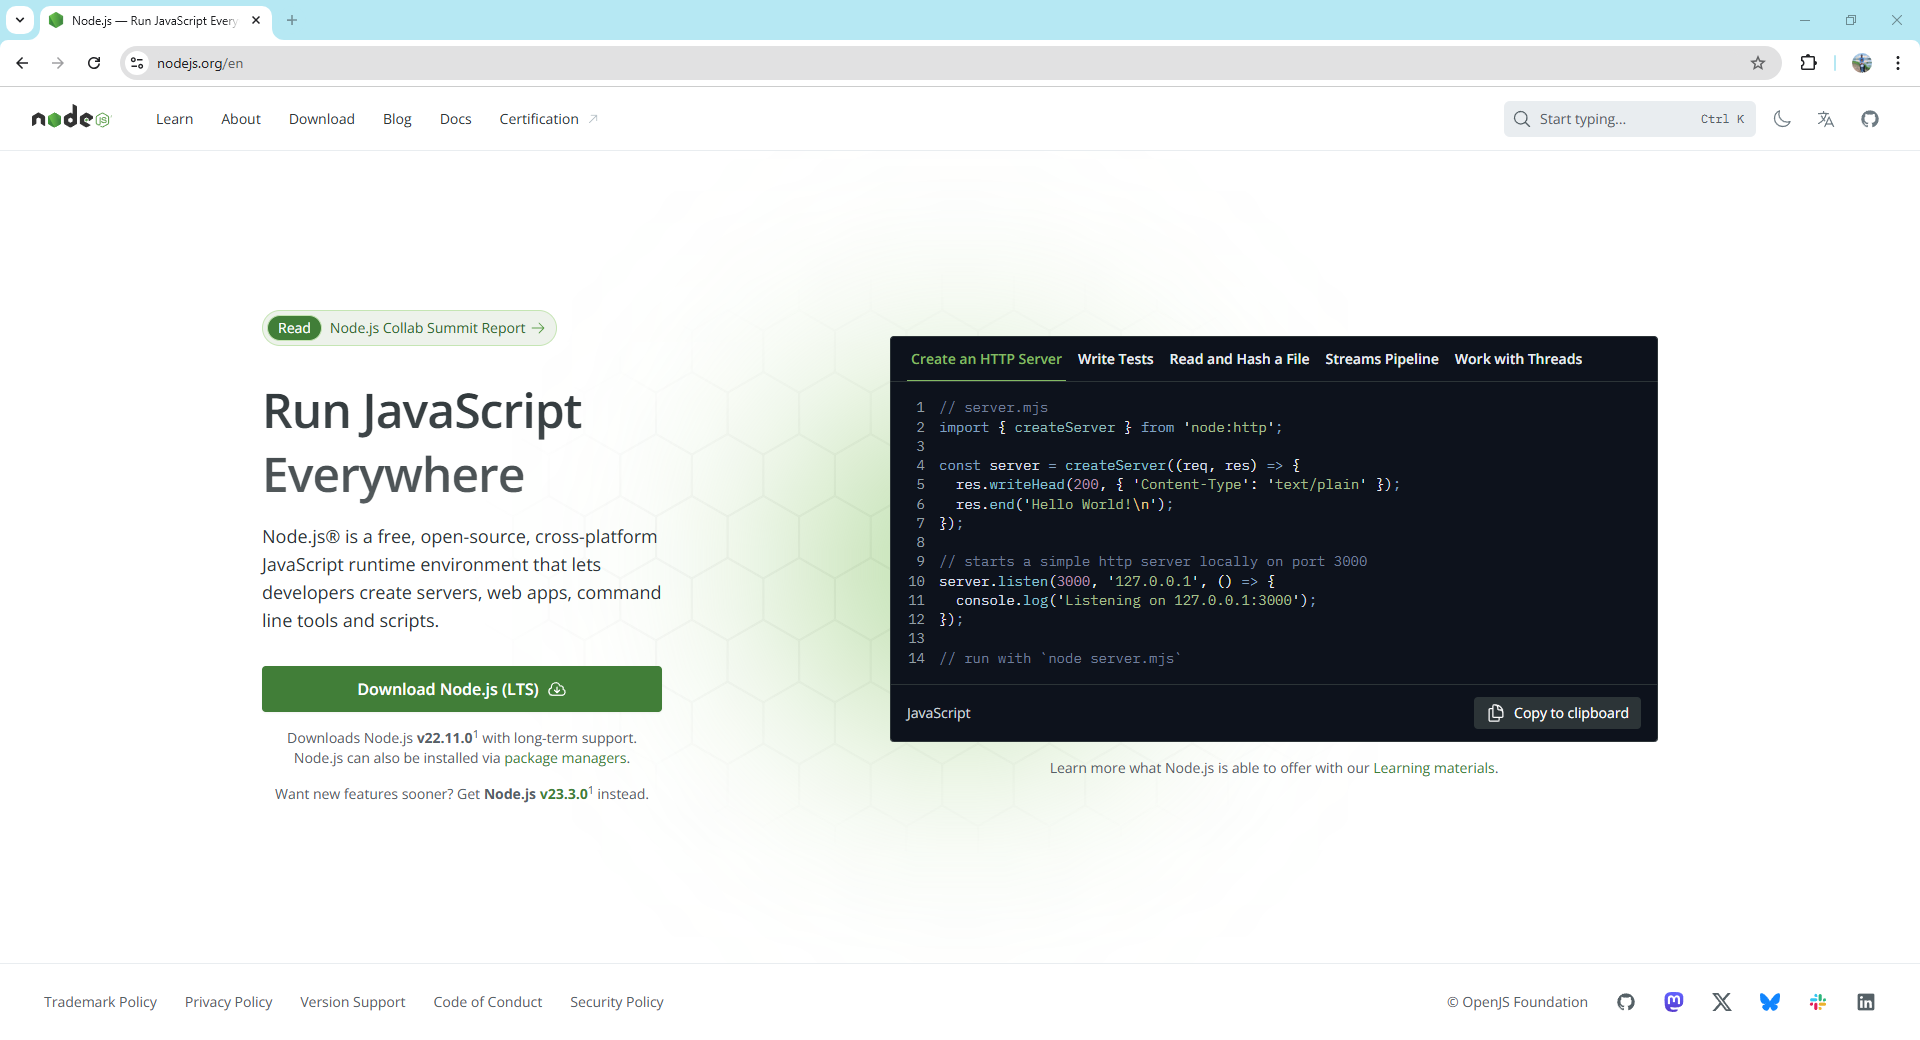 Node.js — Run JavaScript Every
nodejs.org/en
node JS
Learn
About
Download
Blog
Docs
Certification
Start typing...
Ctrl K
Read
Node.js Collab Summit Report
Run JavaScript
Everywhere
Node.js® is a free, open-source, cross-platform
JavaScript runtime environment that lets
developers create servers, web apps, command
line tools and scripts.
Download Node.js (LTS)
Downloads Node.js v22.11.0¹ with long-term support.
Node.js can also be installed via package managers.
Want new features sooner? Get Node.js v23.3.0¹ instead.
Create an HTTP Server
Write Tests
Read and Hash a File
Streams Pipeline
Work with Threads
1 // server.mjs
2 import { createServer } from 'node:http';
3
4 const server = createServer((req, res) => {
5   res.writeHead(200, { 'Content-Type': 'text/plain' });
6   res.end('Hello World!\n');
7 });
8
9 // starts a simple http server locally on port 3000
10 server.listen(3000, '127.0.0.1', () => {
11   console.log('Listening on 127.0.0.1:3000');
12 });
13
14 // run with `node server.mjs`
JavaScript
Copy to clipboard
Learn more what Node.js is able to offer with our Learning materials.
Trademark Policy
Privacy Policy
Version Support
Code of Conduct
Security Policy
© OpenJS Foundation